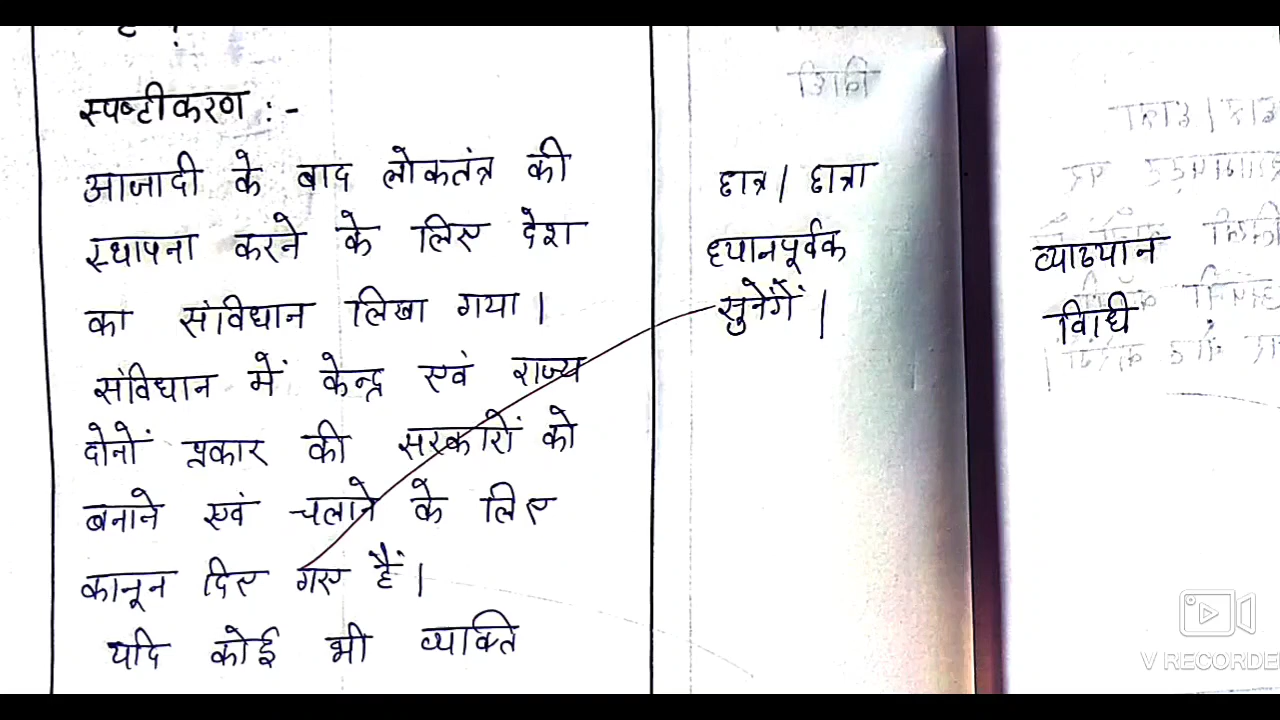 है ?
स्पष्टीकरण : -
आजादी के बाद लोकतंत्र की
स्थापना करने के लिए देश
का संविधान लिखा गया |
संविधान में केन्द्र एवं राज्य
दोनों प्रकार की सरकारों को
बनाने एवं चलाने के लिए
कानून दिए गए हैं |
यदि कोई भी व्यक्ति
छात्र / छात्रा
ध्यानपूर्वक
सुनेगें |
व्याख्यान
विधि
V RECORDE